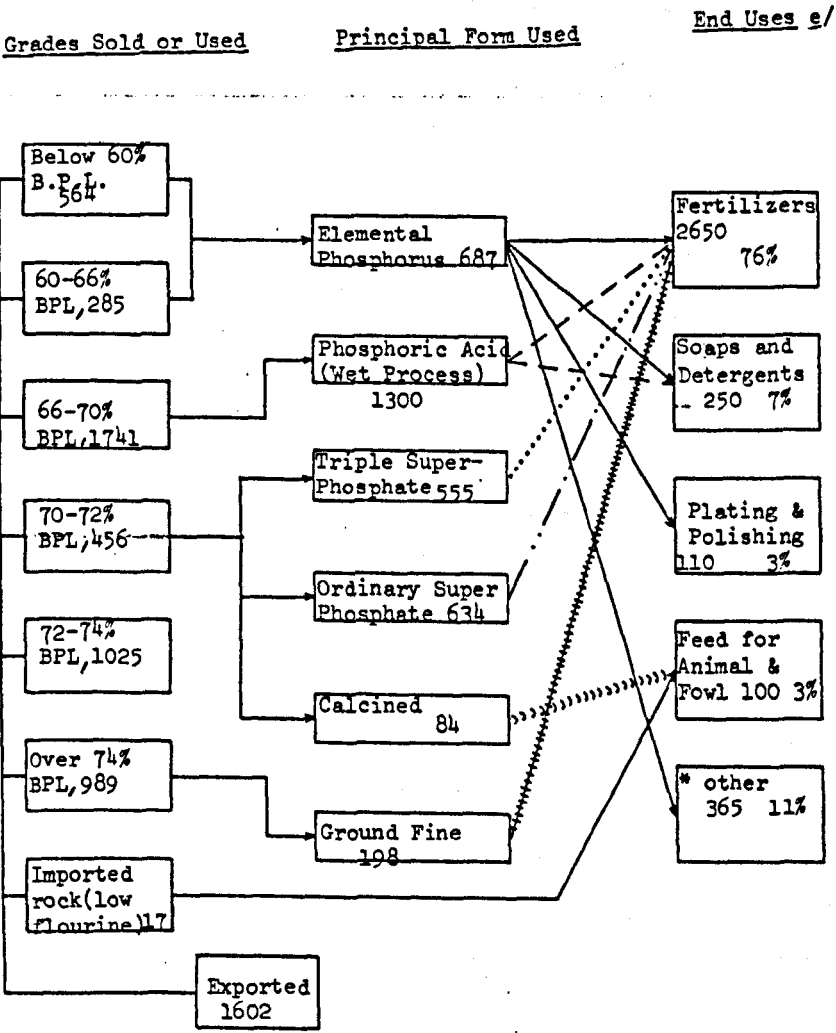 Grades Sold or Used
Principal Form Used
End Uses e/
Below 60%
B.P.L.
564
60-66%
BPL,285
66-70%
BPL,1741
70-72%
BPL,456
72-74%
BPL,1025
Over 74%
BPL,989
Imported
rock(low
flourine)17
Exported
1602
Elemental
Phosphorus 687
Phosphoric Acid
(Wet Process)
1300
Triple Super-
Phosphate 555
Ordinary Super
Phosphate 634
Calcined
84
Ground Fine
198
Fertilizers
2650
76%
Soaps and
Detergents
250 7%
Plating &
Polishing
110 3%
Feed for
Animal &
Fowl 100 3%
* other
365 11%